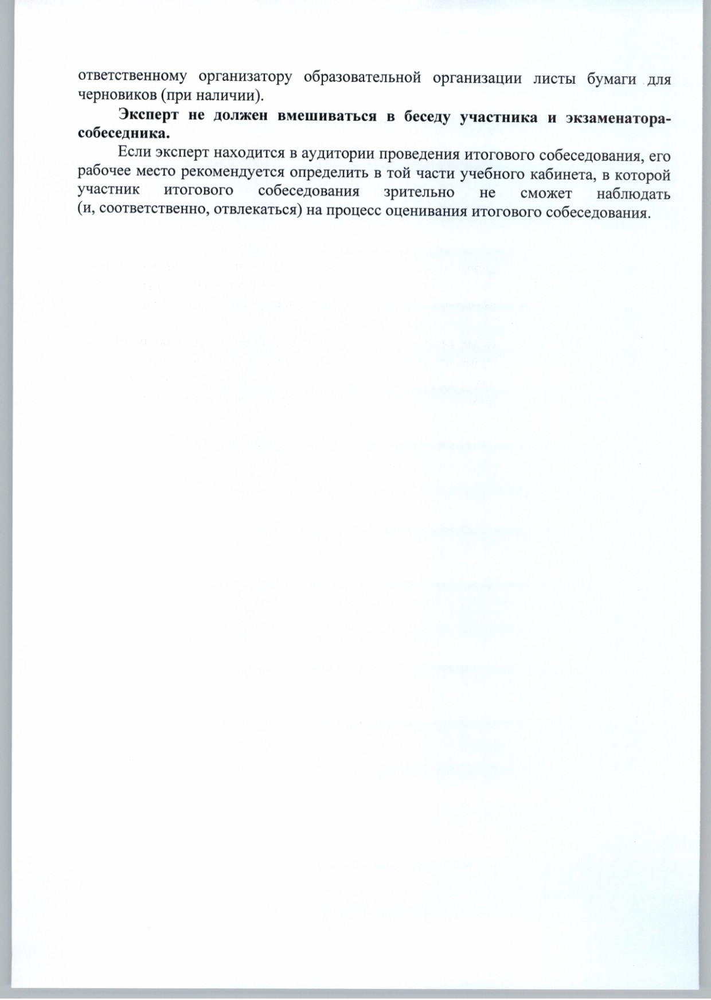 ответственному организатору образовательной организации листы бумаги для
черновиков (при наличии).
Эксперт не должен вмешиваться в беседу участника и экзаменатора-
собеседника.
Если эксперт находится в аудитории проведения итогового собеседования, его
рабочее место рекомендуется определить в той части учебного кабинета, в которой
участник итогового собеседования зрительно не сможет наблюдать
(и, соответственно, отвлекаться) на процесс оценивания итогового собеседования.